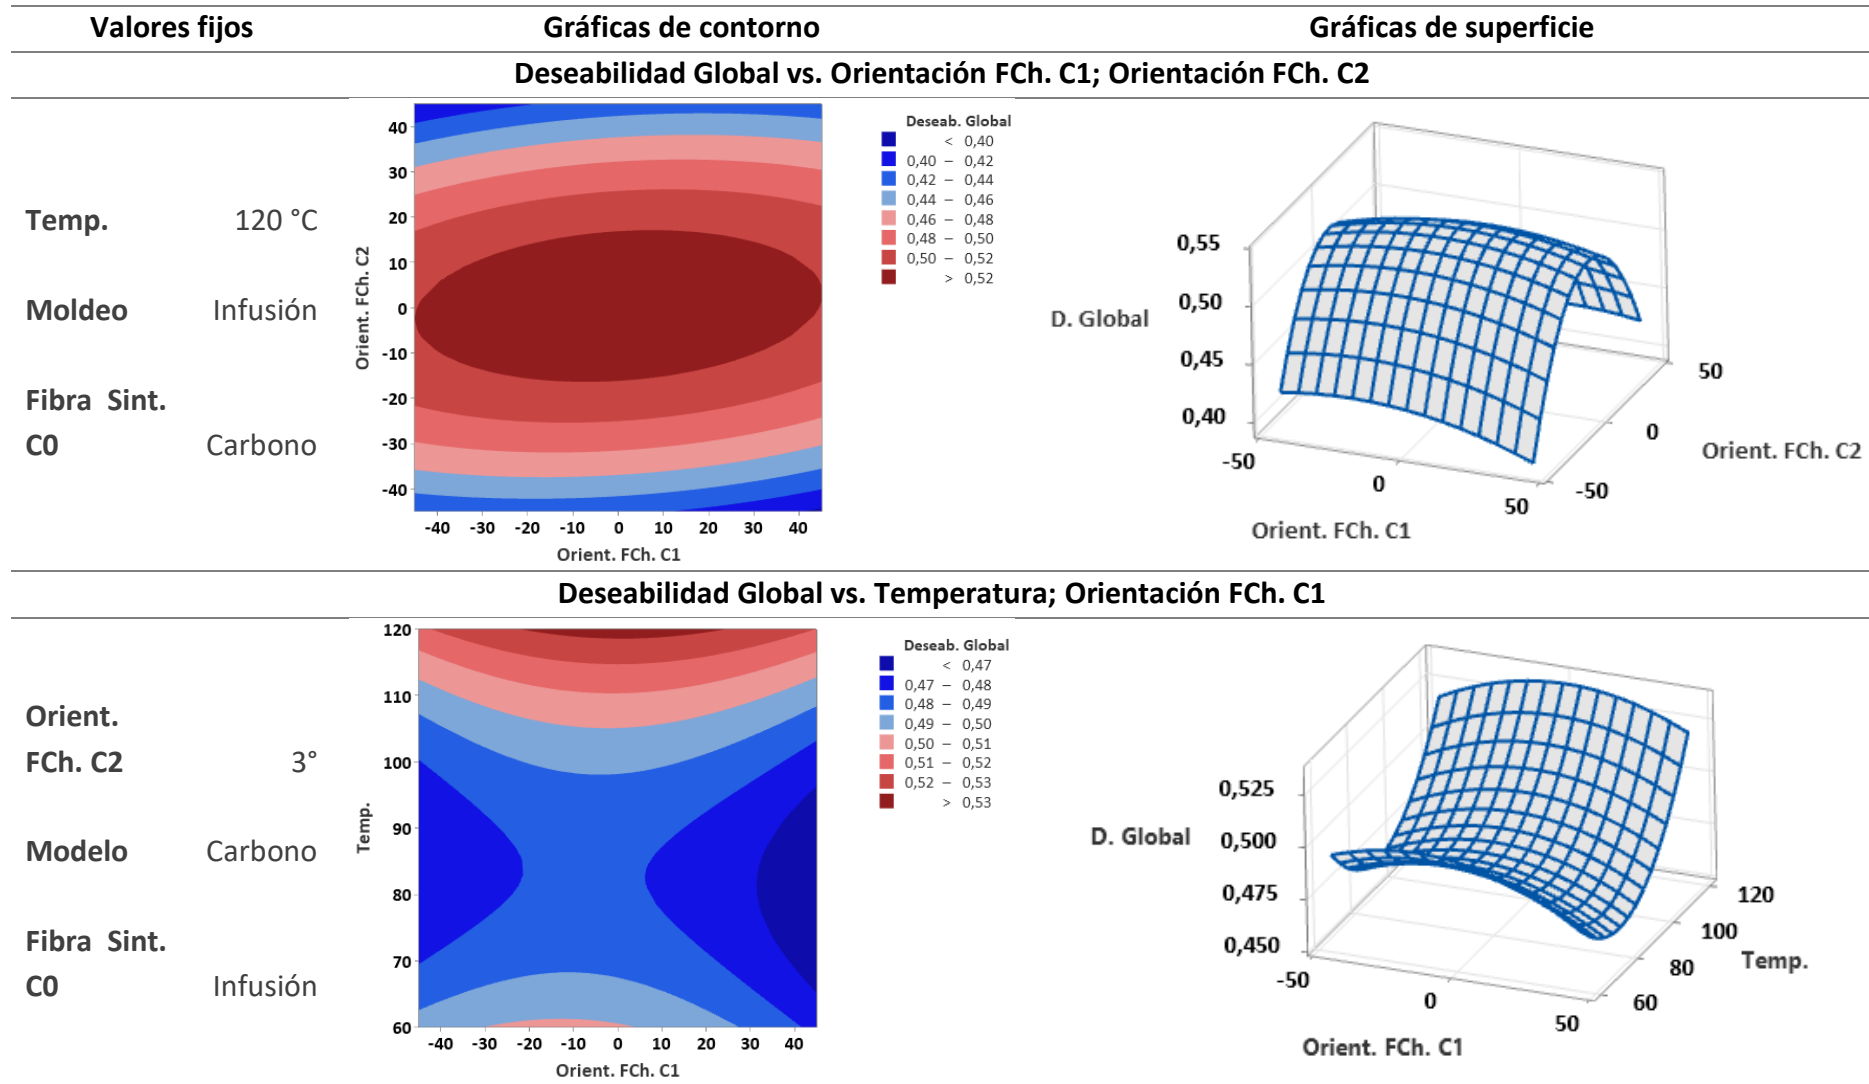 Valores fijos Gráficas de contorno Gráficas de superficie
Deseabilidad Global vs. Orientación FCh. C1; Orientación FCh. C2
Temp. 120 °C
Moldeo Infusión
Fibra Sint.
C0 Carbono
Orient. FCh. C2
40
30
20
10
0
-10
-20
-30
-40
-40 -30 -20 -10 0 10 20 30 40
Orient. FCh. C1
Deseab. Global
< 0,40
0,40 – 0,42
0,42 – 0,44
0,44 – 0,46
0,46 – 0,48
0,48 – 0,50
0,50 – 0,52
> 0,52
D. Global
0,55
0,50
0,45
0,40
-50
0
50
Orient. FCh. C1
-50
0
50
Orient. FCh. C2
Deseabilidad Global vs. Temperatura; Orientación FCh. C1
Orient.
FCh. C2 3°
Modelo Carbono
Fibra Sint.
C0 Infusión
Temp.
120
110
100
90
80
70
60
-40 -30 -20 -10 0 10 20 30 40
Orient. FCh. C1
Deseab. Global
< 0,47
0,47 – 0,48
0,48 – 0,49
0,49 – 0,50
0,50 – 0,51
0,51 – 0,52
0,52 – 0,53
> 0,53
D. Global
0,525
0,500
0,475
0,450
-50
0
50
Orient. FCh. C1
60
80
100
120
Temp.